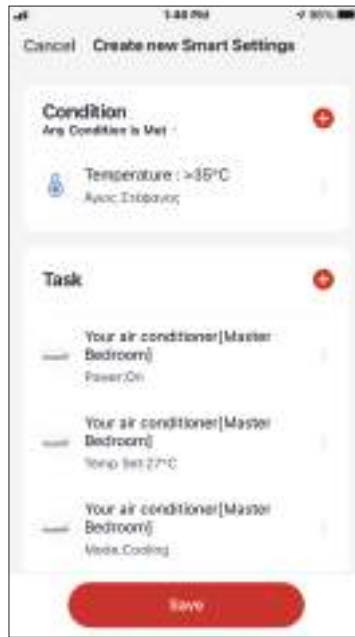 1:48 PM
98%
Cancel Create new Smart Settings
Condition
Any Condition is Met
Temperature : >35°C
Άγιος Στέφανος
Task
Your air conditioner[Master
Bedroom]
Power:On
Your air conditioner[Master
Bedroom]
Temp Set:27°C
Your air conditioner[Master
Bedroom]
Mode:Cooling
Save